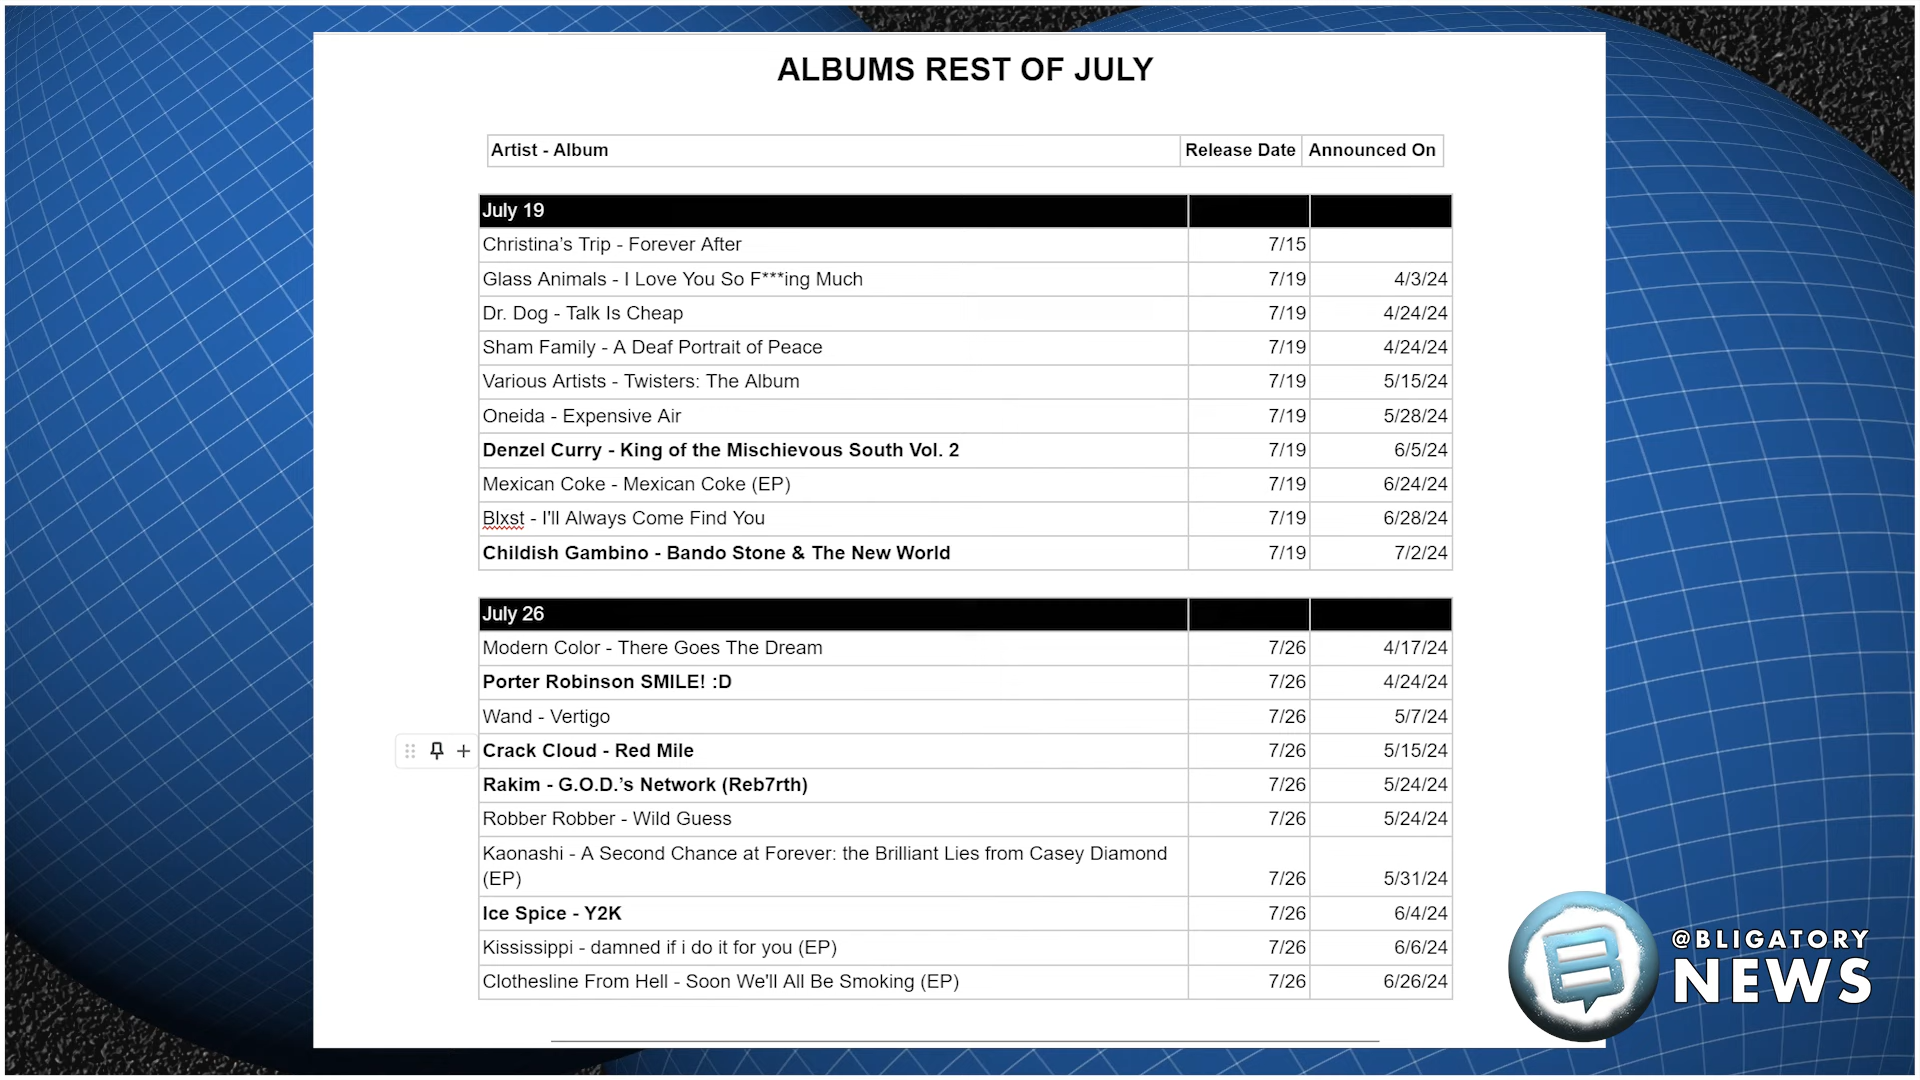 ALBUMS REST OF JULY
Artist - Album Release Date Announced On
July 19
Christina’s Trip - Forever After 7/15
Glass Animals - I Love You So F***ing Much 7/19 4/3/24
Dr. Dog - Talk Is Cheap 7/19 4/24/24
Sham Family - A Deaf Portrait of Peace 7/19 4/24/24
Various Artists - Twisters: The Album 7/19 5/15/24
Oneida - Expensive Air 7/19 5/28/24
Denzel Curry - King of the Mischievous South Vol. 2 7/19 6/5/24
Mexican Coke - Mexican Coke (EP) 7/19 6/24/24
Blxst - I'll Always Come Find You 7/19 6/28/24
Childish Gambino - Bando Stone & The New World 7/19 7/2/24
July 26
Modern Color - There Goes The Dream 7/26 4/17/24
Porter Robinson SMILE! :D 7/26 4/24/24
Wand - Vertigo 7/26 5/7/24
Crack Cloud - Red Mile 7/26 5/15/24
Rakim - G.O.D.’s Network (Reb7rth) 7/26 5/24/24
Robber Robber - Wild Guess 7/26 5/24/24
Kaonashi - A Second Chance at Forever: the Brilliant Lies from Casey Diamond
(EP) 7/26 5/31/24
Ice Spice - Y2K 7/26 6/4/24
Kississippi - damned if i do it for you (EP) 7/26 6/6/24
Clothesline From Hell - Soon We'll All Be Smoking (EP) 7/26 6/26/24
@BLIGATORY
NEWS